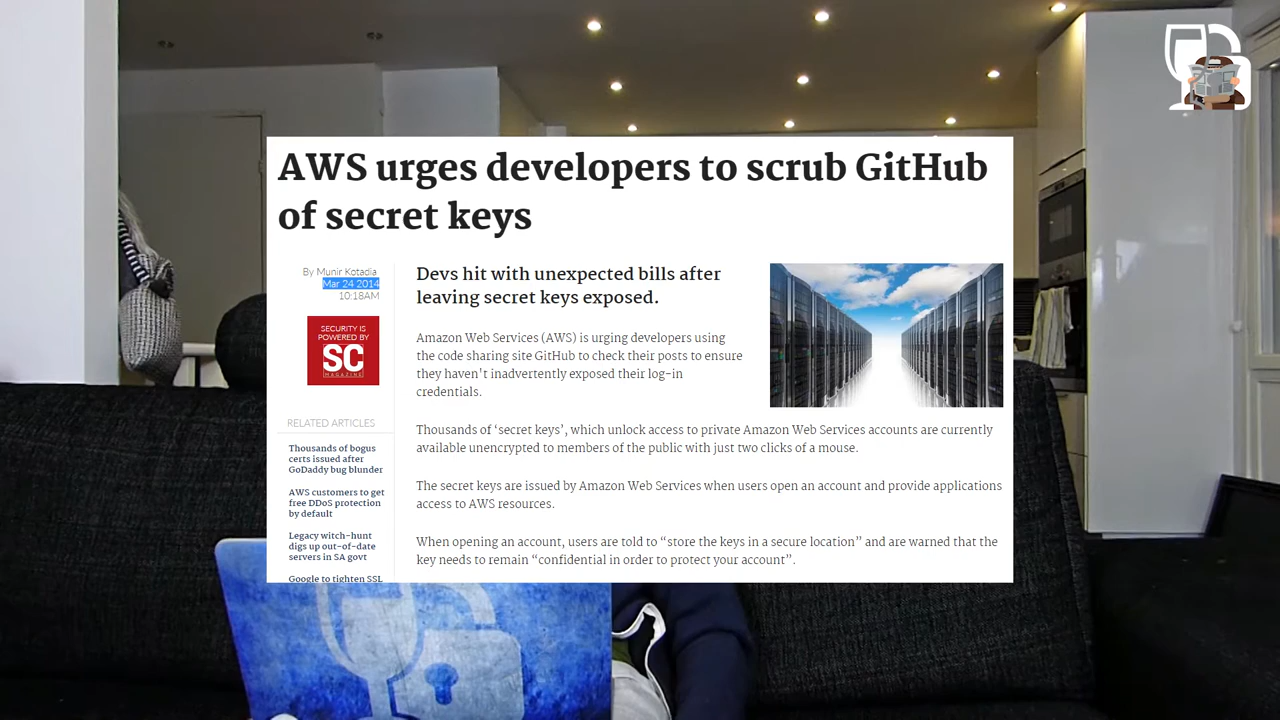 AWS urges developers to scrub GitHub
of secret keys
By Munir Kotadia
Mar 24 2014
10:18AM
SECURITY IS
POWERED BY
SC
MAGAZINE
RELATED ARTICLES
Thousands of bogus
certs issued after
GoDaddy bug blunder
AWS customers to get
free DDoS protection
by default
Legacy witch-hunt
digs up out-of-date
servers in SA govt
Google to tighten SSL
Devs hit with unexpected bills after
leaving secret keys exposed.
Amazon Web Services (AWS) is urging developers using
the code sharing site GitHub to check their posts to ensure
they haven't inadvertently exposed their log-in
credentials.
Thousands of ‘secret keys’, which unlock access to private Amazon Web Services accounts are currently
available unencrypted to members of the public with just two clicks of a mouse.
The secret keys are issued by Amazon Web Services when users open an account and provide applications
access to AWS resources.
When opening an account, users are told to “store the keys in a secure location” and are warned that the
key needs to remain “confidential in order to protect your account”.